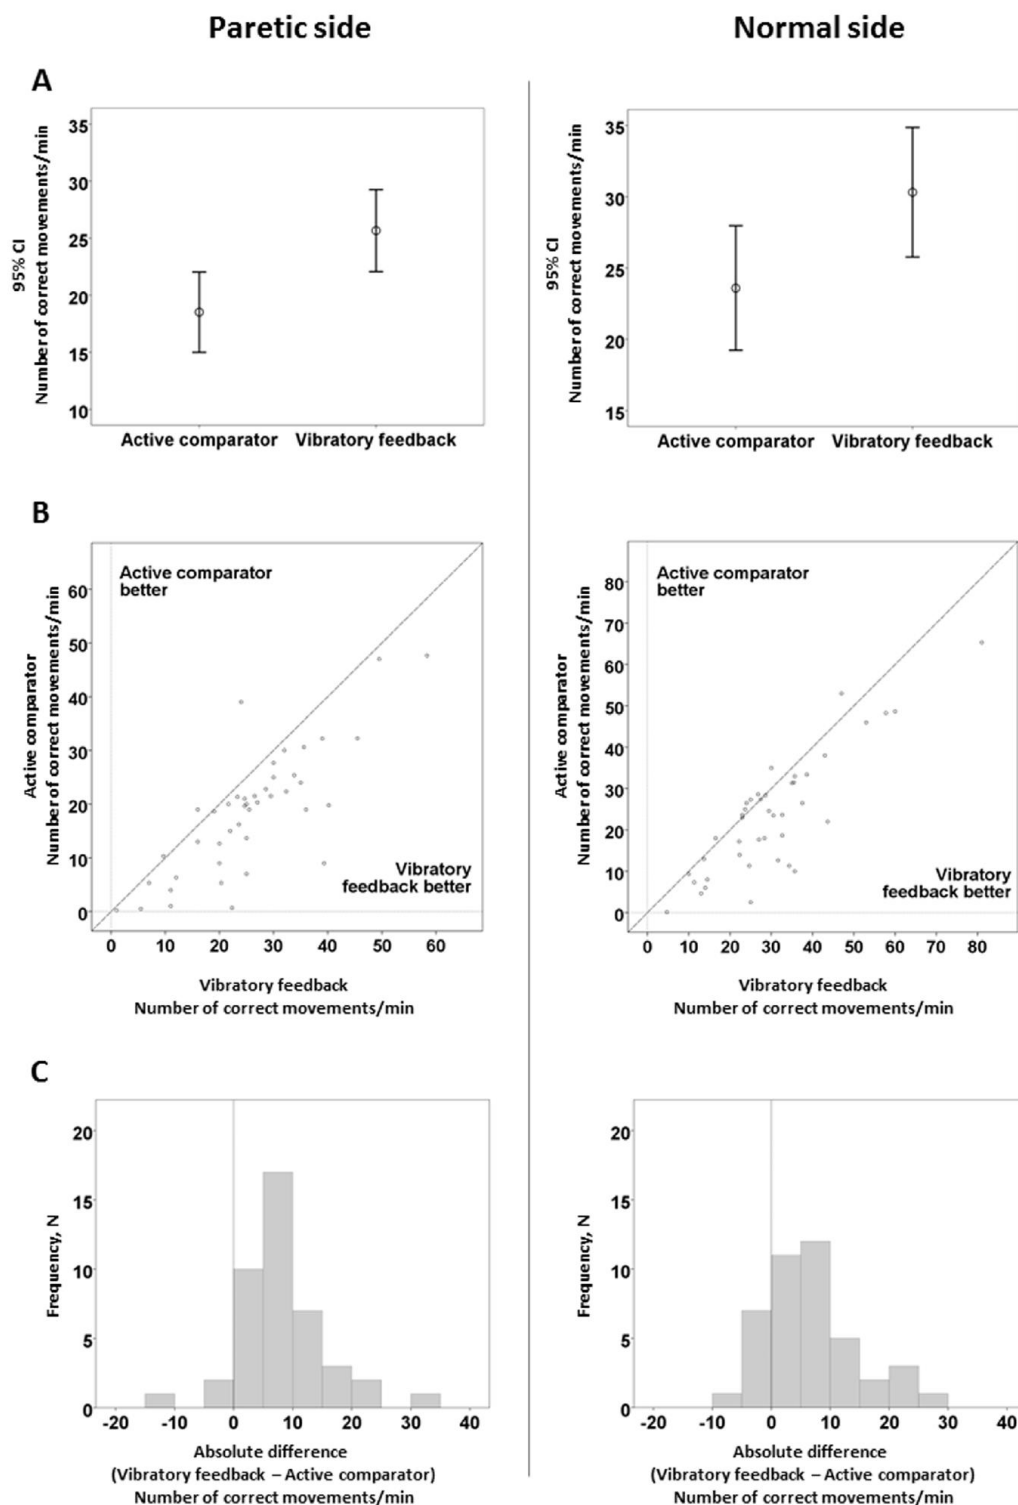 Paretic side
Normal side
A
95% CI
Number of correct movements/min
35
30
25
20
15
10
Active comparator
Vibratory feedback
95% CI
Number of correct movements/min
35
30
25
20
15
Active comparator
Vibratory feedback
B
Active comparator
Number of correct movements/min
60
50
40
30
20
10
0
Active comparator
better
Vibratory
feedback better
0 10 20 30 40 50 60
Vibratory feedback
Number of correct movements/min
Active comparator
Number of correct movements/min
80
70
60
50
40
30
20
10
0
Active comparator
better
Vibratory
feedback better
0 10 20 30 40 50 60 70 80
Vibratory feedback
Number of correct movements/min
C
Frequency, N
20
15
10
5
0
-20 -10 0 10 20 30 40
Absolute difference
(Vibratory feedback – Active comparator)
Number of correct movements/min
Frequency, N
20
15
10
5
0
-20 -10 0 10 20 30 40
Absolute difference
(Vibratory feedback – Active comparator)
Number of correct movements/min